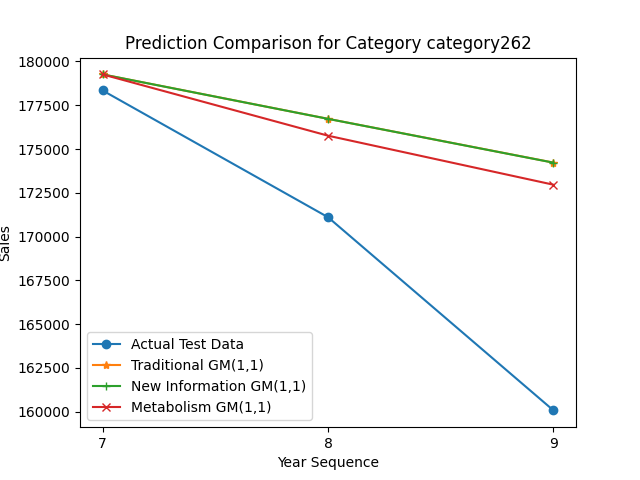 Prediction Comparison for Category category262
180000
177500
175000
172500
170000
167500
165000
162500
160000
Sales
Actual Test Data
Traditional GM(1,1)
New Information GM(1,1)
Metabolism GM(1,1)
7
8
9
Year Sequence